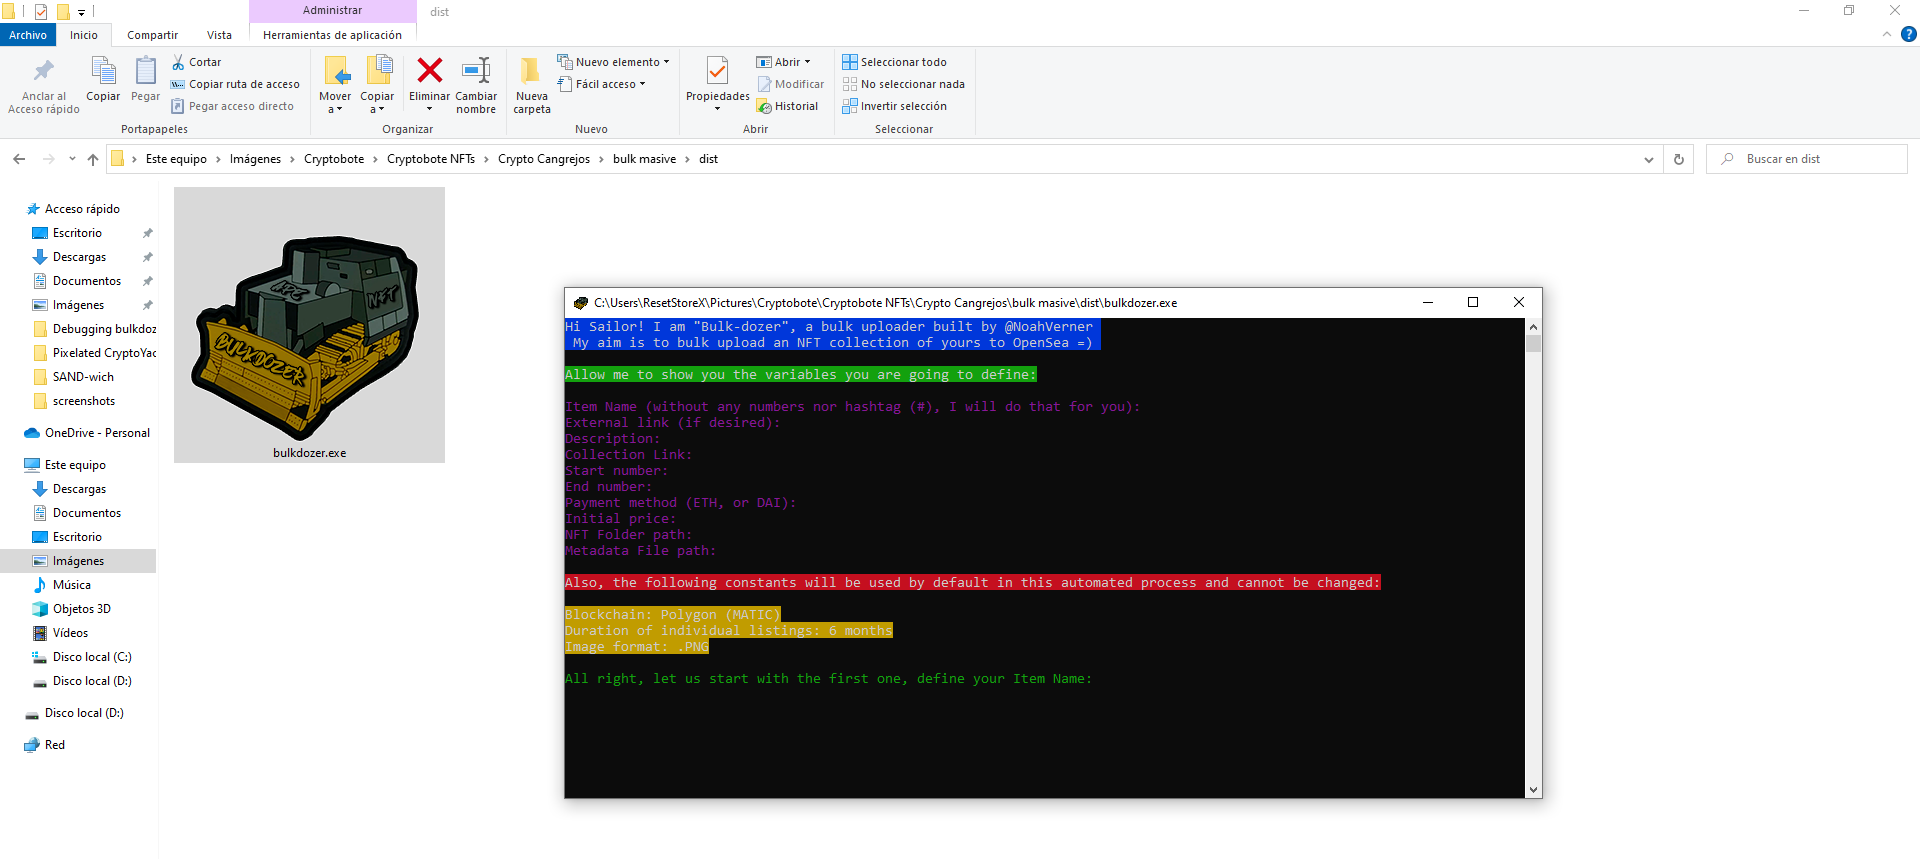 Administrar
dist
Archivo
Inicio
Compartir
Vista
Herramientas de aplicación
Anclar al
Acceso rápido
Copiar
Pegar
Cortar
Copiar ruta de acceso
Pegar acceso directo
Portapapeles
Mover
a
Copiar
a
Eliminar
Cambiar
nombre
Organizar
Nueva
carpeta
Nuevo elemento
Fácil acceso
Nuevo
Propiedades
Abrir
Modificar
Historial
Abrir
Seleccionar todo
No seleccionar nada
Invertir selección
Seleccionar
Este equipo > Imágenes > Cryptobote > Cryptobote NFTs > Crypto Cangrejos > bulk masive > dist
Buscar en dist
Acceso rápido
Escritorio
Descargas
Documentos
Imágenes
Debugging bulkdoz
Pixelated CryptoYac
SAND-wich
screenshots
OneDrive - Personal
Este equipo
Descargas
Documentos
Escritorio
Imágenes
Música
Objetos 3D
Vídeos
Disco local (C:)
Disco local (D:)
Disco local (D:)
Red
NFT
BULKDOZER
bulkdozer.exe
C:\Users\ResetStoreX\Pictures\Cryptobote\Cryptobote NFTs\Crypto Cangrejos\bulk masive\dist\bulkdozer.exe
Hi Sailor! I am "Bulk-dozer", a bulk uploader built by @NoahVerner
My aim is to bulk upload an NFT collection of yours to OpenSea =)
Allow me to show you the variables you are going to define:
Item Name (without any numbers nor hashtag (#), I will do that for you):
External link (if desired):
Description:
Collection Link:
Start number:
End number:
Payment method (ETH, or DAI):
Initial price:
NFT Folder path:
Metadata File path:
Also, the following constants will be used by default in this automated process and cannot be changed:
Blockchain: Polygon (MATIC)
Duration of individual listings: 6 months
Image format: .PNG
All right, let us start with the first one, define your Item Name: